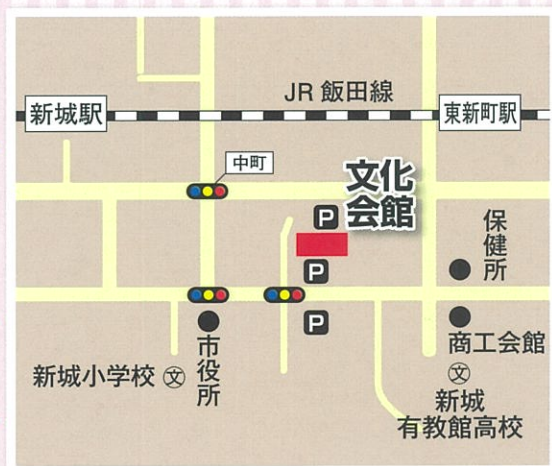 JR 飯田線
新城駅
東新町駅
中町
文化
会館
P
P
P
保健所
市役所
商工会館
新城小学校 文
文
新城
有教館高校